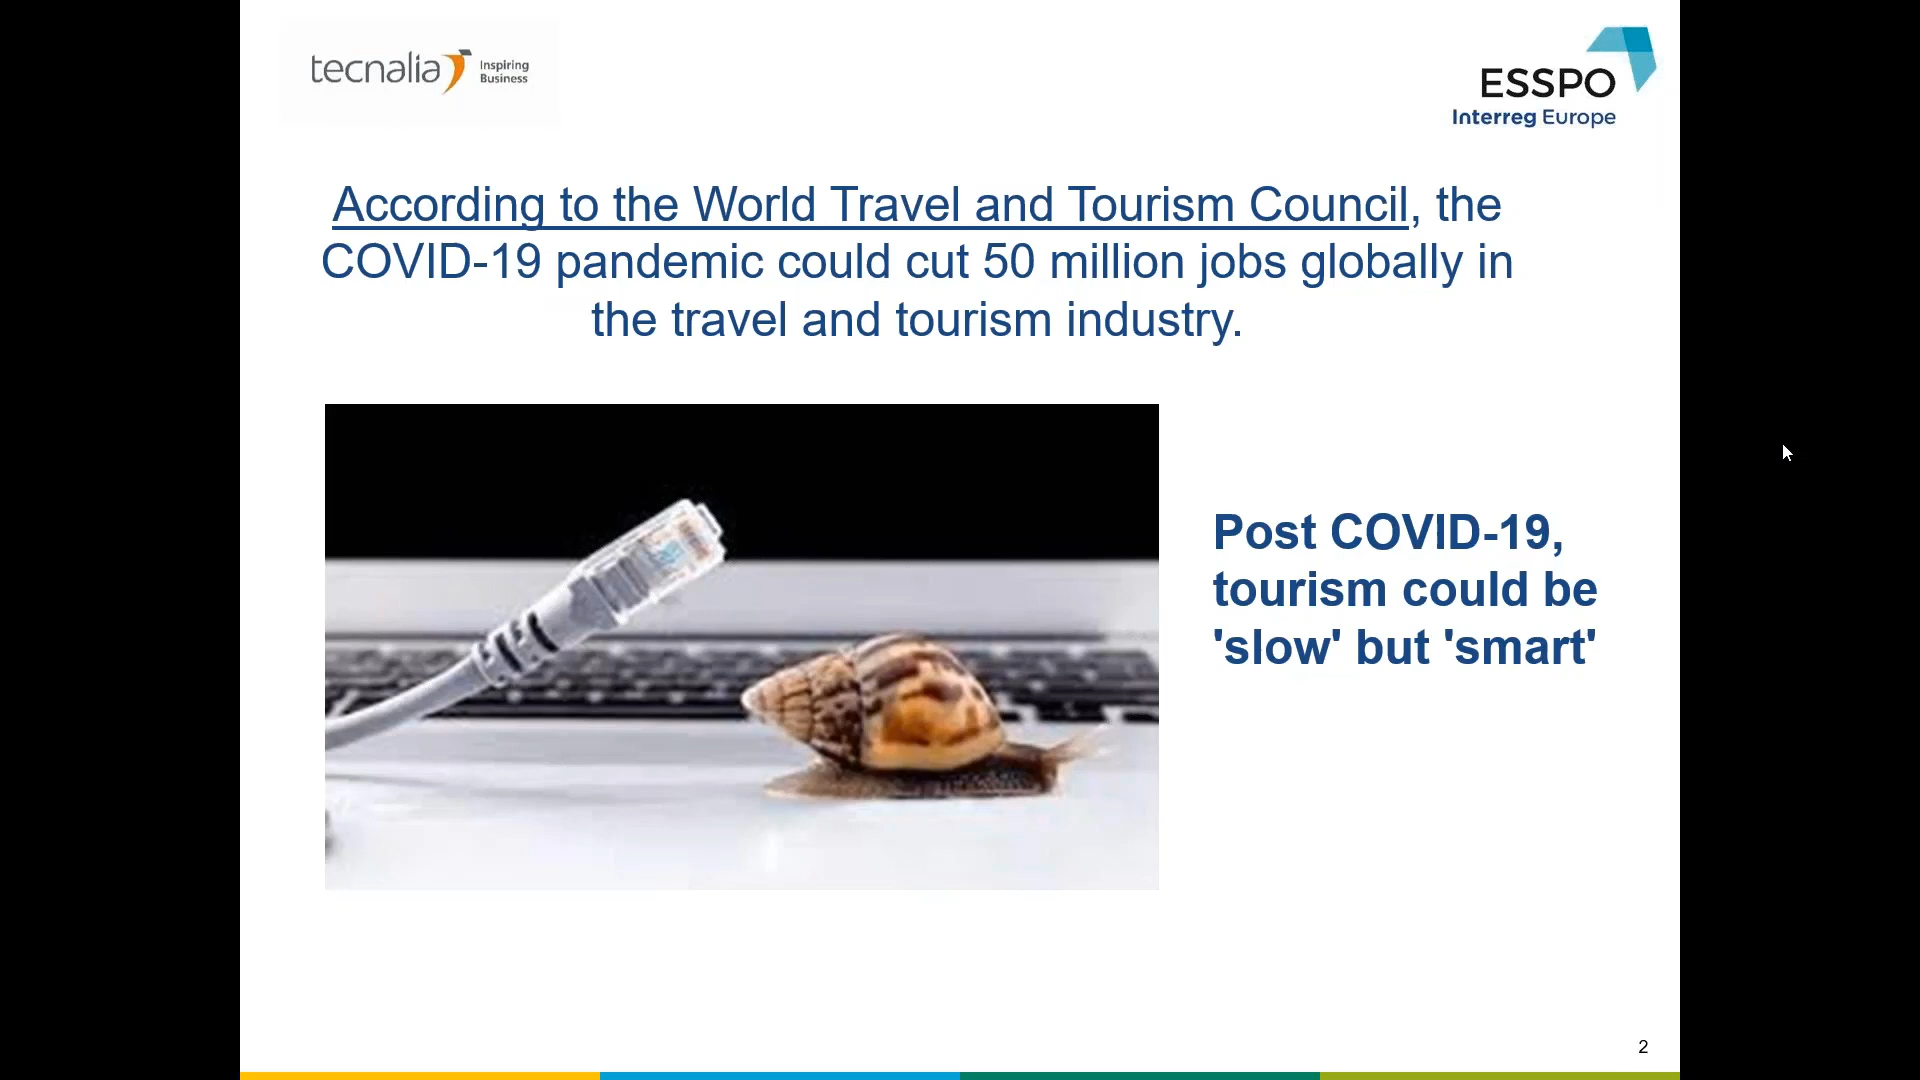 tecnalia Inspiring Business
ESSPO
Interreg Europe
According to the World Travel and Tourism Council, the
COVID-19 pandemic could cut 50 million jobs globally in
the travel and tourism industry.
Post COVID-19,
tourism could be
'slow' but 'smart'
2